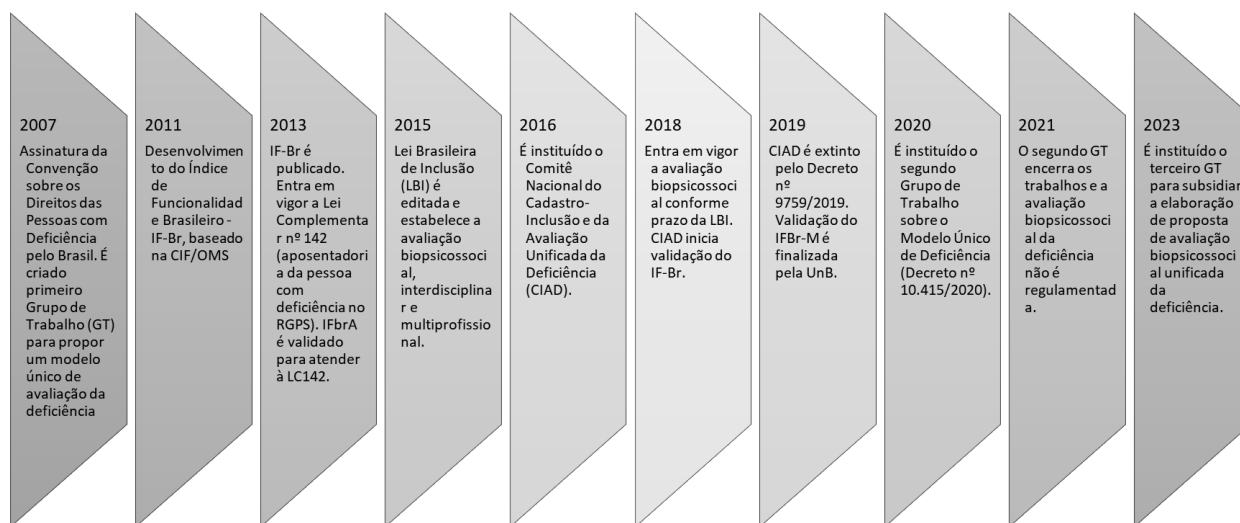 2007
Assinatura da
Convenção
sobre os
Direitos das
Pessoas com
Deficiência
pelo Brasil. É
criado
primeiro
Grupo de
Trabalho (GT)
para propor
um modelo
único de
avaliação da
deficiência
2011
Desenvolvimen
to do Índice
de
Funcionalidad
e Brasileiro -
IF-Br, baseado
na CIF/OMS
2013
IF-Br é
publicado.
Entra em
vigor a Lei
Complementa
r nº 142
(aposentadori
a da pessoa
com
deficiência no
RGPS). IFbrA
é validado
para atender
à LC142.
2015
Lei Brasileira
de Inclusão
(LBI) é
editada e
estabelece a
avaliação
biopsicossoci
al,
interdisciplina
r e
multiprofissio
nal.
2016
É instituído o
Comitê
Nacional do
Cadastro-
Inclusão e da
Avaliação
Unificada da
Deficiência
(CIAD).
2018
Entra em vigor
a avaliação
biopsicossoci
al conforme
prazo da LBI.
CIAD inicia
validação do
IF-Br.
2019
CIAD é extinto
pelo Decreto
nº
9759/2019.
Validação do
IFBr-M é
finalizada
pela UnB.
2020
É instituído o
segundo
Grupo de
Trabalho
sobre o
Modelo Único
de Deficiência
(Decreto nº
10.415/2020).
2021
O segundo GT
encerra os
trabalhos e a
avaliação
biopsicossoci
al da
deficiência
não é
regulamentad
a.
2023
É instituído o
terceiro GT
para subsidiar
a elaboração
de proposta
de avaliação
biopsicossoci
al unificada
da
deficiência.